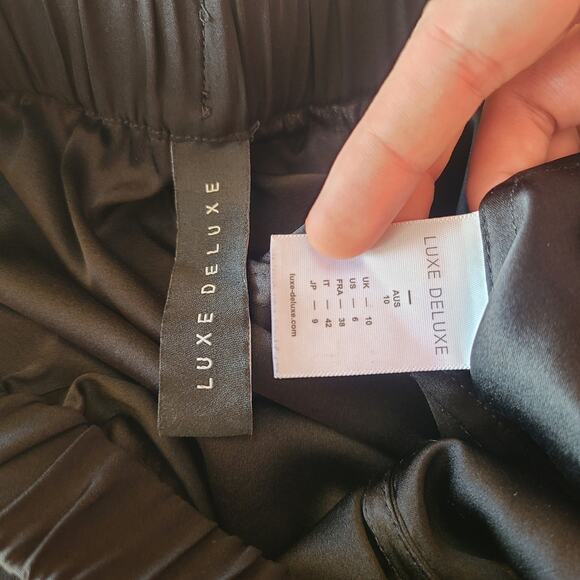 LUXE DELUXE
LUXE DELUXE
—
AUS
10
UK — 10
US — 6
FRA — 38
IT — 42
JP — 9
luxe-deluxe.com